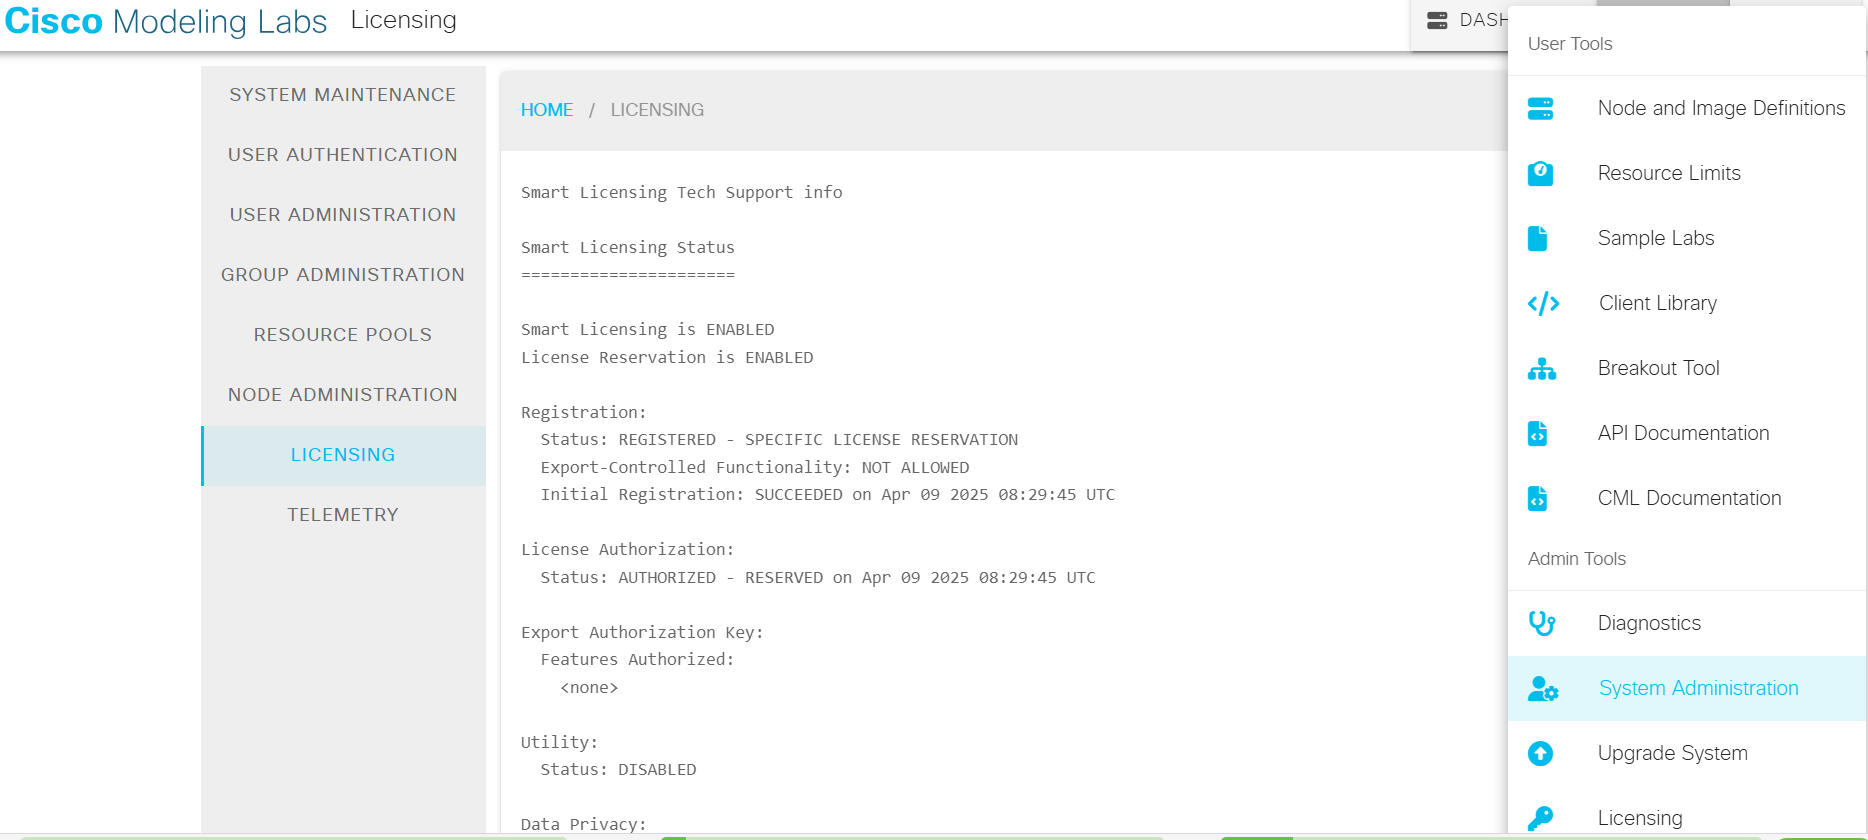 Cisco Modeling Labs Licensing
DASH
SYSTEM MAINTENANCE
USER AUTHENTICATION
USER ADMINISTRATION
GROUP ADMINISTRATION
RESOURCE POOLS
NODE ADMINISTRATION
LICENSING
TELEMETRY
HOME / LICENSING
Smart Licensing Tech Support info
Smart Licensing Status
======================
Smart Licensing is ENABLED
License Reservation is ENABLED
Registration:
Status: REGISTERED - SPECIFIC LICENSE RESERVATION
Export-Controlled Functionality: NOT ALLOWED
Initial Registration: SUCCEEDED on Apr 09 2025 08:29:45 UTC
License Authorization:
Status: AUTHORIZED - RESERVED on Apr 09 2025 08:29:45 UTC
Export Authorization Key:
Features Authorized:
<none>
Utility:
Status: DISABLED
Data Privacy:
User Tools
Node and Image Definitions
Resource Limits
Sample Labs
Client Library
Breakout Tool
API Documentation
CML Documentation
Admin Tools
Diagnostics
System Administration
Upgrade System
Licensing